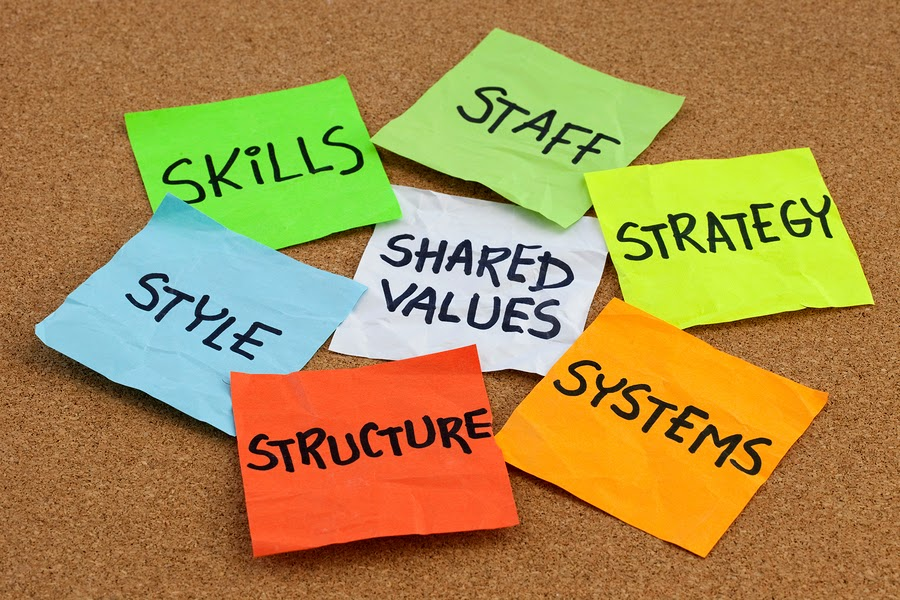 STAFF
SKiLLS
STRATEGY
SHARED
VALUES
STYLE
SYSTEMS
STRUCTURE